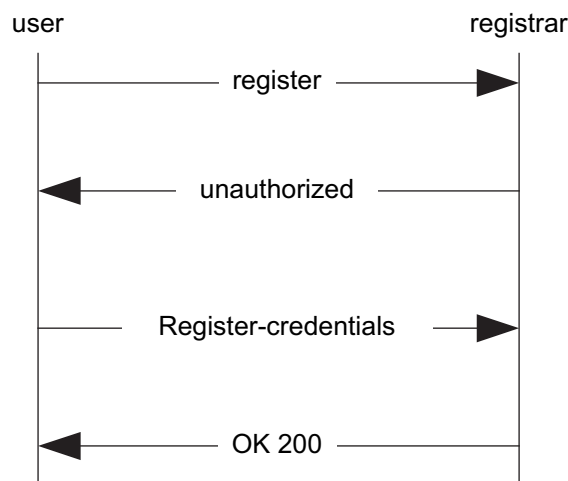 user
registrar
register
unauthorized
Register-credentials
OK 200